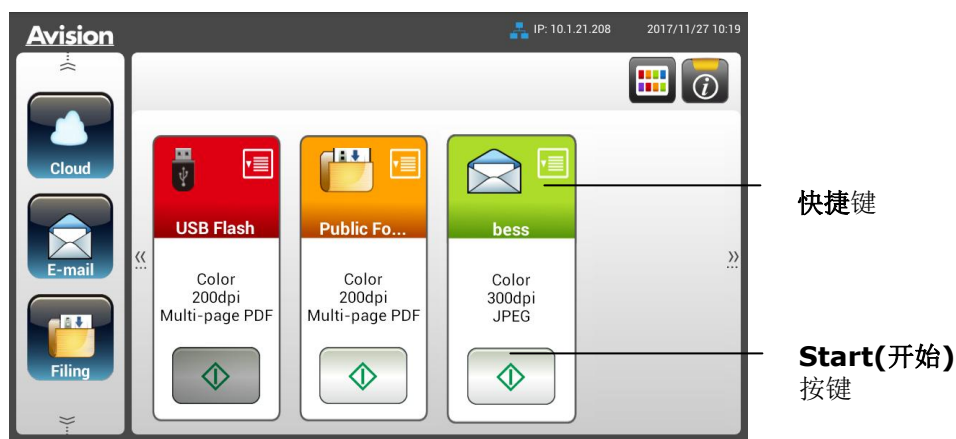 Avision
IP: 10.1.21.208
2017/11/27 10:19
Cloud
E-mail
Filing
USB Flash
Color
200dpi
Multi-page PDF
Public Fo...
Color
200dpi
Multi-page PDF
bess
Color
300dpi
JPEG
快捷键
Start(开始)
按键